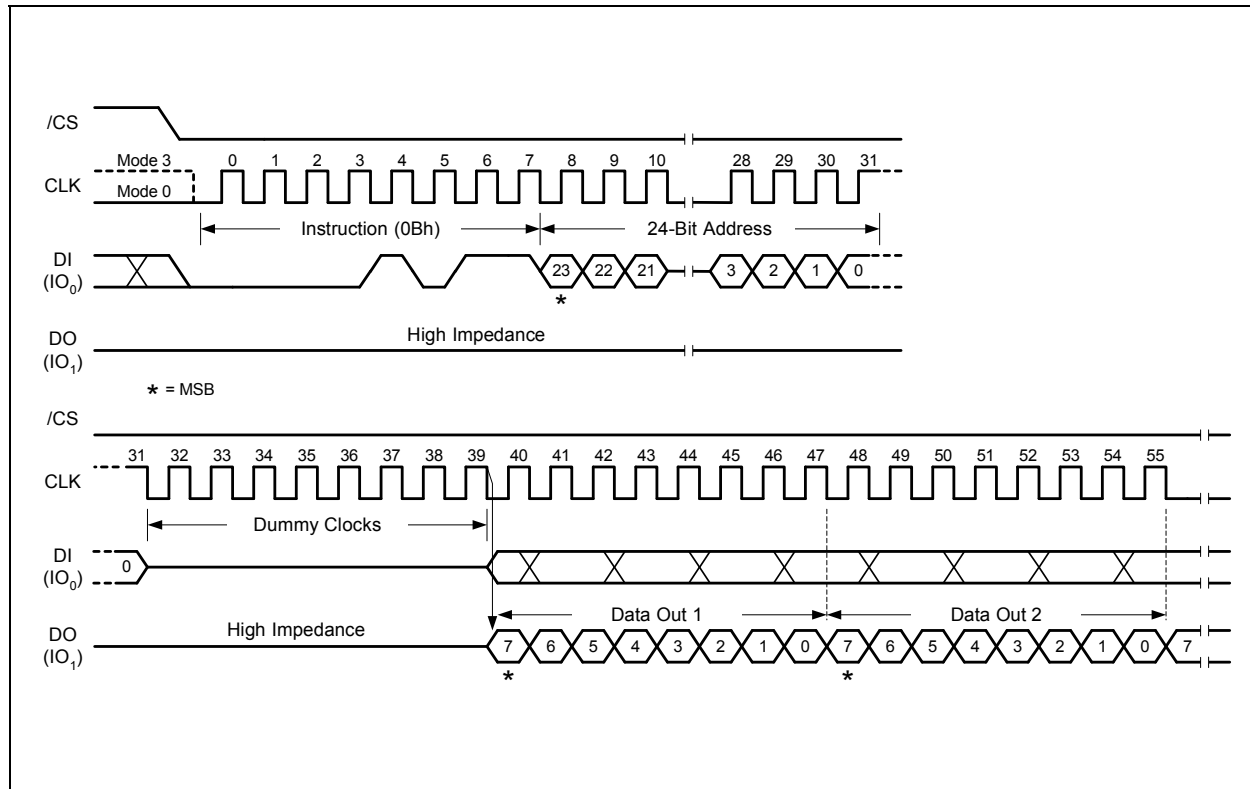 /CS
Mode 3 0 1 2 3 4 5 6 7 8 9 10 28 29 30 31
CLK
Mode 0
Instruction (0Bh) 24-Bit Address
DI
(IO0) 23 22 21 3 2 1 0
*
DO High Impedance
(IO1)
* = MSB
/CS
31 32 33 34 35 36 37 38 39 40 41 42 43 44 45 46 47 48 49 50 51 52 53 54 55
CLK
Dummy Clocks
DI 0
(IO0)
Data Out 1 Data Out 2
DO High Impedance
(IO1) 7 6 5 4 3 2 1 0 7 6 5 4 3 2 1 0 7
* *